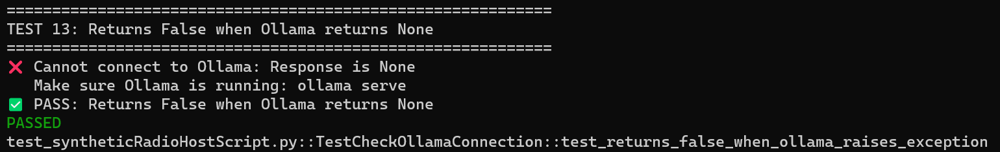 ============================================================
TEST 13: Returns False when Ollama returns None
============================================================
❌ Cannot connect to Ollama: Response is None
   Make sure Ollama is running: ollama serve
✅ PASS: Returns False when Ollama returns None
PASSED
test_syntheticRadioHostScript.py::TestCheckOllamaConnection::test_returns_false_when_ollama_raises_exception